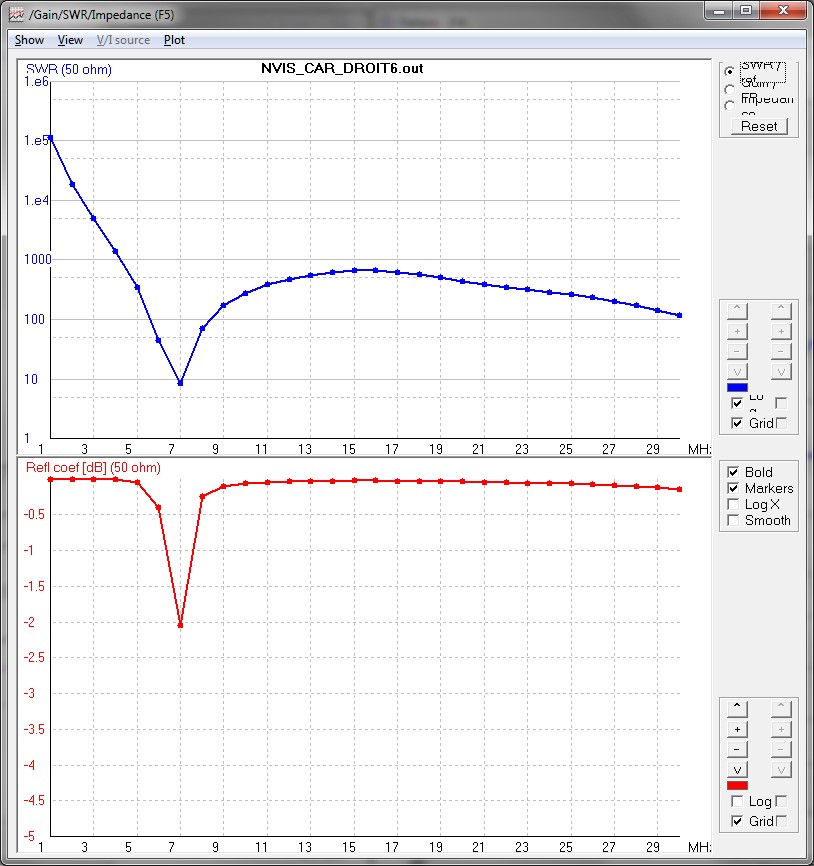 /Gain/SWR/Impedance (F5)
Show View V/I source Plot
SWR (50 ohm)
NVIS_CAR_DROIT6.out
1.e6
1.e5
1.e4
1000
100
10
1
1 3 5 7 9 11 13 15 17 19 21 23 25 27 29 MHz
Refl coef [dB] (50 ohm)
-0.5
-1
-1.5
-2
-2.5
-3
-3.5
-4
-4.5
-5
1 3 5 7 9 11 13 15 17 19 21 23 25 27 29 MHz
SWR /
ref
Gain /
FR
Impedan
ce
Reset
^ ^
+ +
- -
v v
Lo
g
Grid
Bold
Markers
Log X
Smooth
^ ^
+ +
- -
v v
Log
Grid